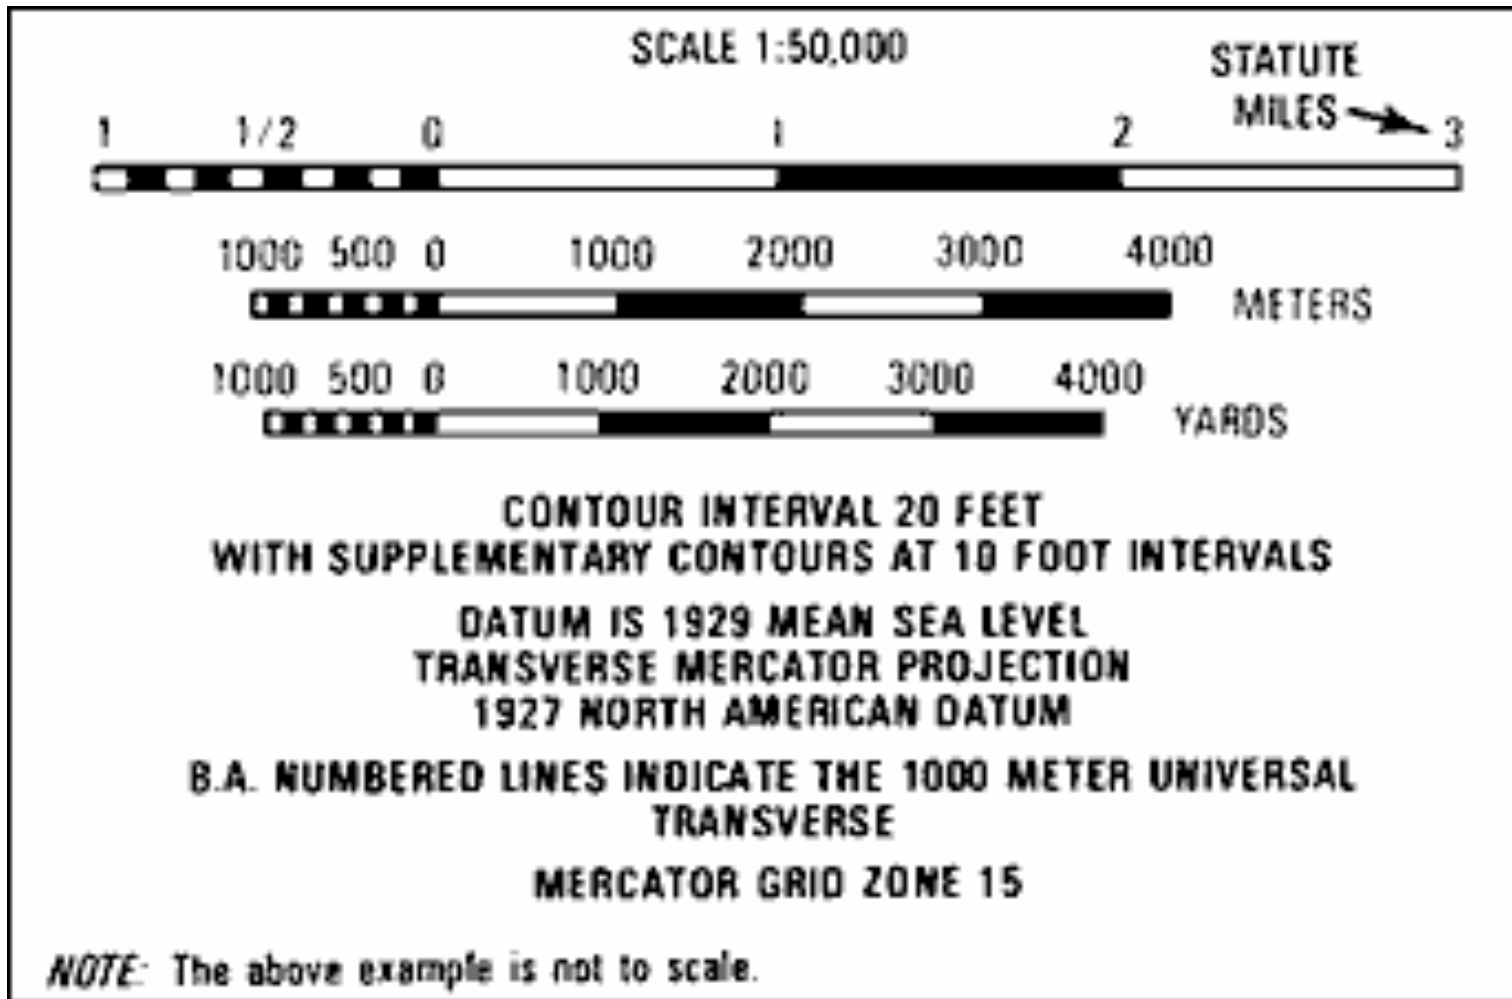 SCALE 1:50,000
STATUTE
MILES
1 1/2 0 1 2 3
1000 500 0 1000 2000 3000 4000
METERS
1000 500 0 1000 2000 3000 4000
YARDS
CONTOUR INTERVAL 20 FEET
WITH SUPPLEMENTARY CONTOURS AT 10 FOOT INTERVALS
DATUM IS 1929 MEAN SEA LEVEL
TRANSVERSE MERCATOR PROJECTION
1927 NORTH AMERICAN DATUM
B.A. NUMBERED LINES INDICATE THE 1000 METER UNIVERSAL
TRANSVERSE
MERCATOR GRID ZONE 15
NOTE: The above example is not to scale.